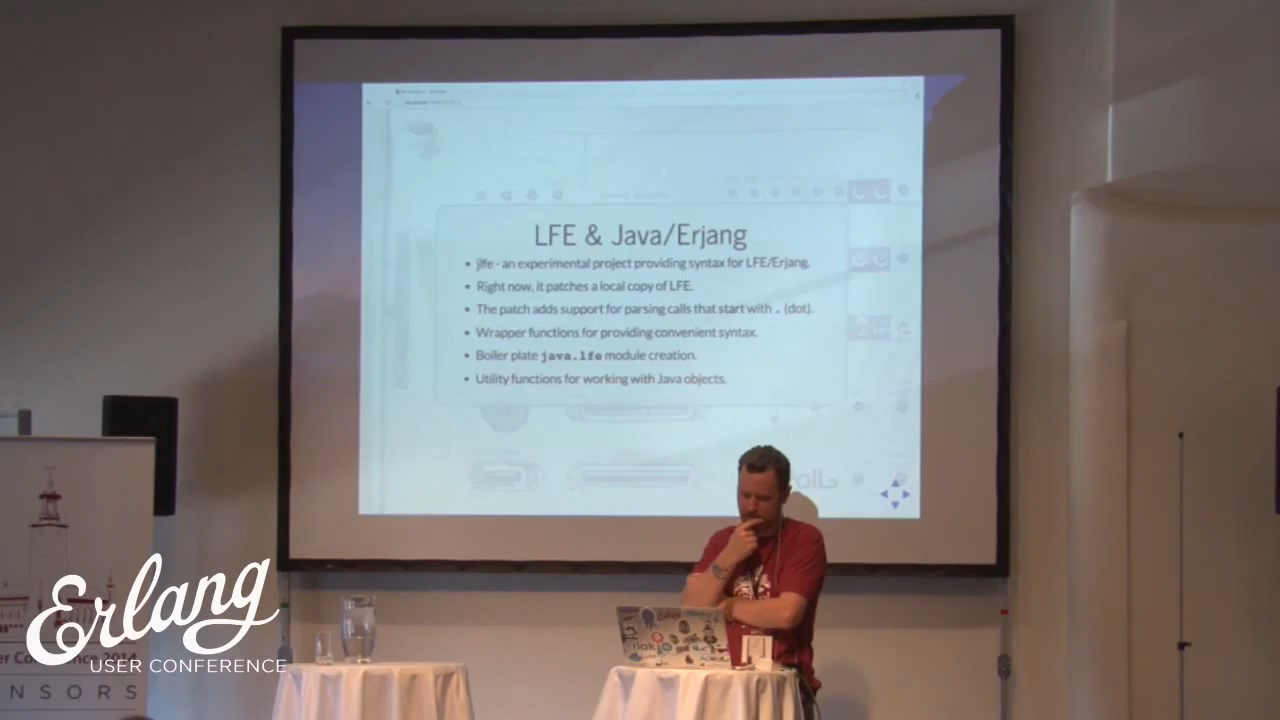 LFE & Java/Erjang
• jlfe - an experimental project providing syntax for LFE/Erjang.
• Right now, it patches a local copy of LFE.
• The patch adds support for parsing calls that start with . (dot).
• Wrapper functions for providing convenient syntax.
• Boiler plate java.lfe module creation.
• Utility functions for working with Java objects.
riak
Erlang
USER CONFERENCE
2014
NSORS